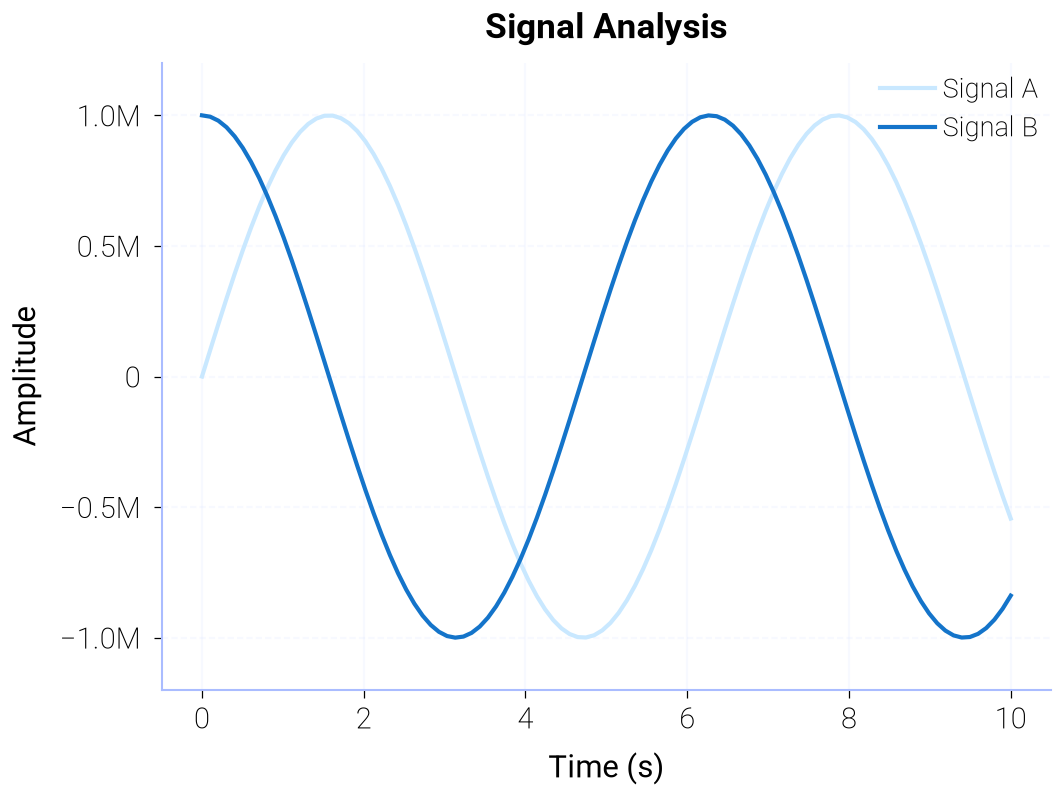 Signal Analysis
Signal A
Signal B
1.0M
0.5M
0
−0.5M
−1.0M
Amplitude
0 2 4 6 8 10
Time (s)